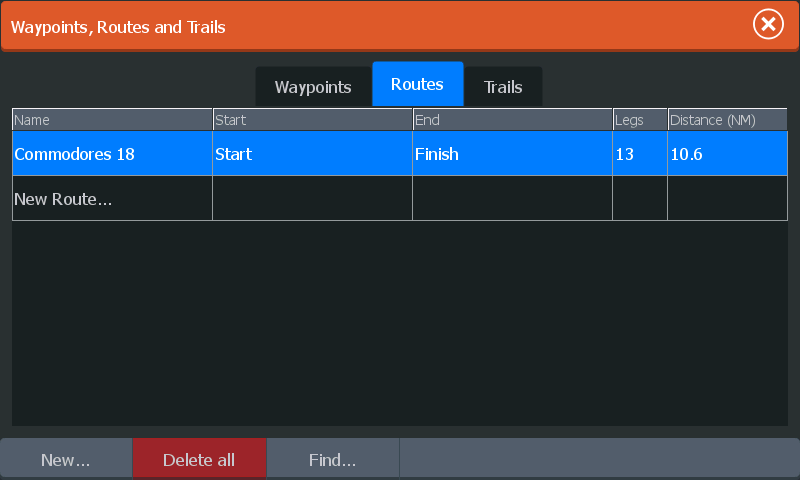 Waypoints, Routes and Trails
Waypoints Routes Trails
Name Start End Legs Distance (NM)
Commodores 18 Start Finish 13 10.6
New Route...
New... Delete all Find...